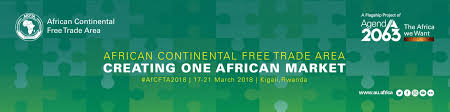 African Continental
Free Trade Area
A Flagship Project of
AgendA
2063
The Africa
we Want
AFRICAN CONTINENTAL FREE TRADE AREA
CREATING ONE AFRICAN MARKET
#AfCFTA2018 | 17-21 March 2018 | Kigali, Rwanda
www.au.africa